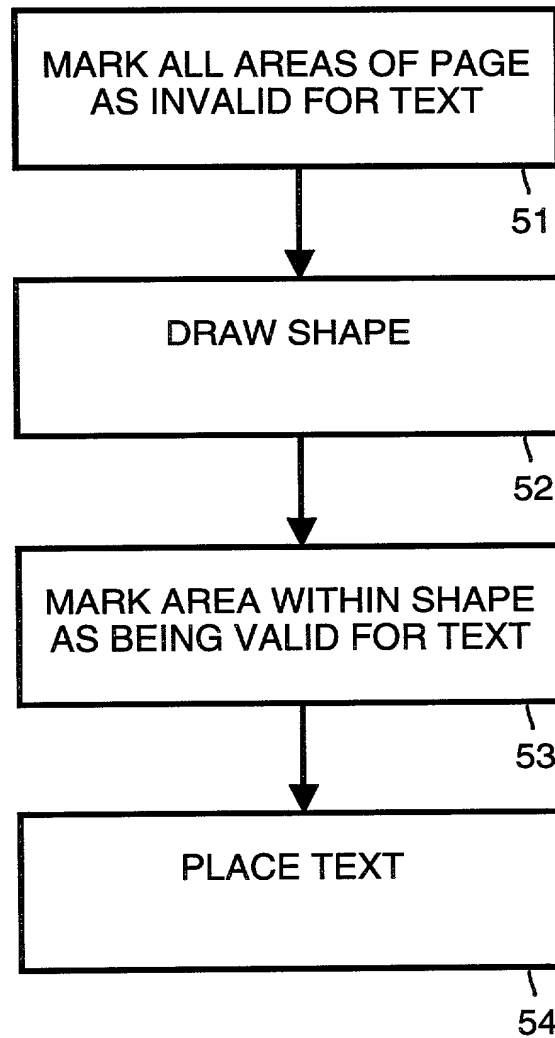 MARK ALL AREAS OF PAGE
AS INVALID FOR TEXT
51
DRAW SHAPE
52
MARK AREA WITHIN SHAPE
AS BEING VALID FOR TEXT
53
PLACE TEXT
54